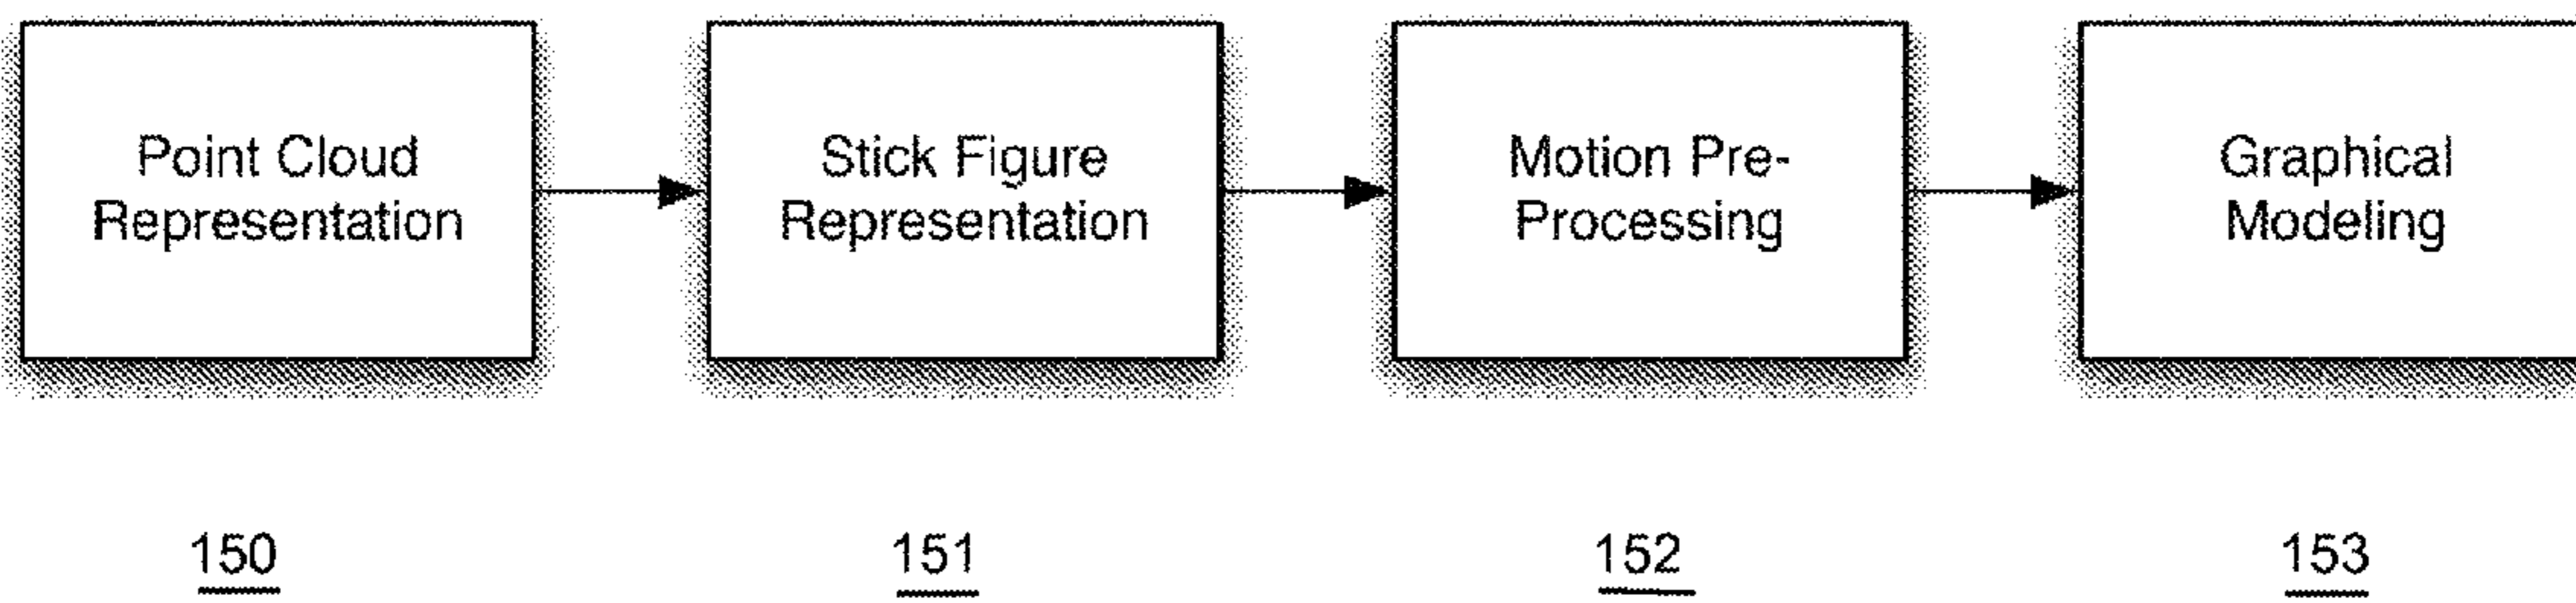 Point Cloud
Representation
Stick Figure
Representation
Motion Pre-
Processing
Graphical
Modeling
150
151
152
153